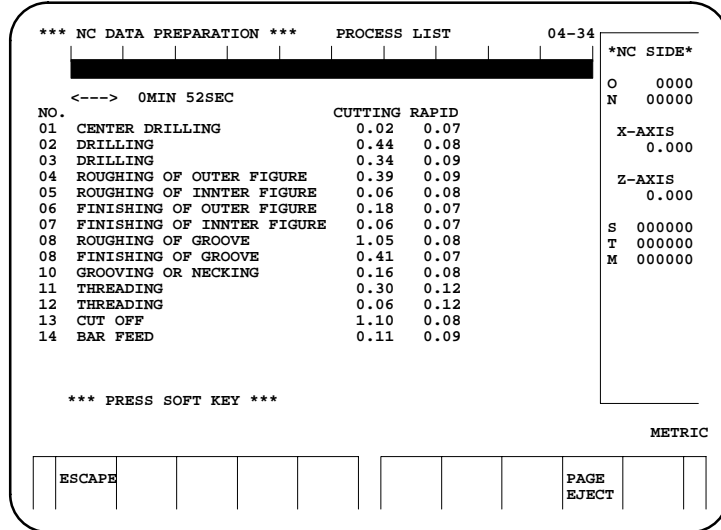 *** NC DATA PREPARATION *** PROCESS LIST 04-34
*NC SIDE*
<---> 0MIN 52SEC
NO. CUTTING RAPID
01 CENTER DRILLING 0.02 0.07
02 DRILLING 0.44 0.08
03 DRILLING 0.34 0.09
04 ROUGHING OF OUTER FIGURE 0.39 0.09
05 ROUGHING OF INNTER FIGURE 0.06 0.08
06 FINISHING OF OUTER FIGURE 0.18 0.07
07 FINISHING OF INNTER FIGURE 0.06 0.07
08 ROUGHING OF GROOVE 1.05 0.08
08 FINISHING OF GROOVE 0.41 0.07
10 GROOVING OR NECKING 0.16 0.08
11 THREADING 0.30 0.12
12 THREADING 0.06 0.12
13 CUT OFF 1.10 0.08
14 BAR FEED 0.11 0.09
O 0000
N 00000
X-AXIS
0.000
Z-AXIS
0.000
S 000000
T 000000
M 000000
*** PRESS SOFT KEY ***
METRIC
ESCAPE
PAGE
EJECT